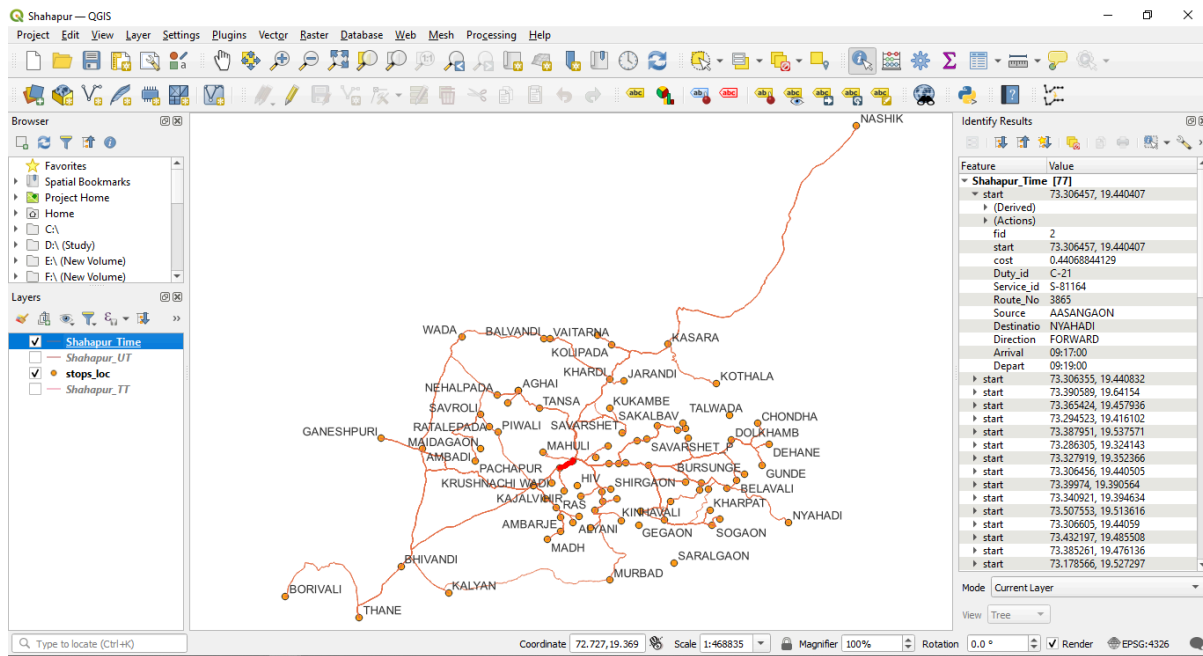 Shahapur — QGIS
Project Edit View Layer Settings Plugins Vector Raster Database Web Mesh Processing Help
Browser
Favorites
Spatial Bookmarks
Project Home
Home
C:\
D:\ (Study)
E:\ (New Volume)
F:\ (New Volume)
Layers
Shahapur_Time
Shahapur_UT
stops_loc
Shahapur_TT
NASHIK
WADA
BALVANDI
VAITARNA
KASARA
KOLIPADA
KHARDI
JARANDI
KOTHALA
NEHALPADA
AGHAI
TANSA
KUKAMBE
SAVROLI
SAKALBAV
TALWADA
CHONDHA
GANESHPURI
RATALEPADA
PIWALI
SAVARSHET
DOLKHAMB
MAIDAGAON
MAHULI
SAVARSHET_P
DEHANE
AMBADI
PACHAPUR
BURSUNGE
GUNDE
KRUSHNACHI WADI
HIV
SHIRGAON
BELAVALI
KAJALVIHIR
RAS
KHARPAT
KINHAVALI
NYAHADI
AMBARJE
ALYANI
GEGAON
SOGAON
MADH
SARALGAON
BHIVANDI
MURBAD
KALYAN
BORIVALI
THANE
Identify Results
Feature Value
Shahapur_Time [77]
start 73.306457, 19.440407
(Derived)
(Actions)
fid 2
start 73.306457, 19.440407
cost 0.44068844129
Duty_id C-21
Service_id S-81164
Route_No 3865
Source AASANGAON
Destinatio NYAHADI
Direction FORWARD
Arrival 09:17:00
Depart 09:19:00
start 73.306355, 19.440832
start 73.390589, 19.64154
start 73.365424, 19.457936
start 73.294523, 19.416102
start 73.387951, 19.537571
start 73.286305, 19.324143
start 73.327919, 19.352366
start 73.306456, 19.440505
start 73.39974, 19.390564
start 73.340921, 19.394634
start 73.507553, 19.513616
start 73.306605, 19.44059
start 73.432197, 19.485508
start 73.385261, 19.476136
start 73.178566, 19.527297
Mode Current Layer
View Tree
Type to locate (Ctrl+K)
Coordinate 72.727,19.369 Scale 1:468835 Magnifier 100% Rotation 0.0 ° Render EPSG:4326